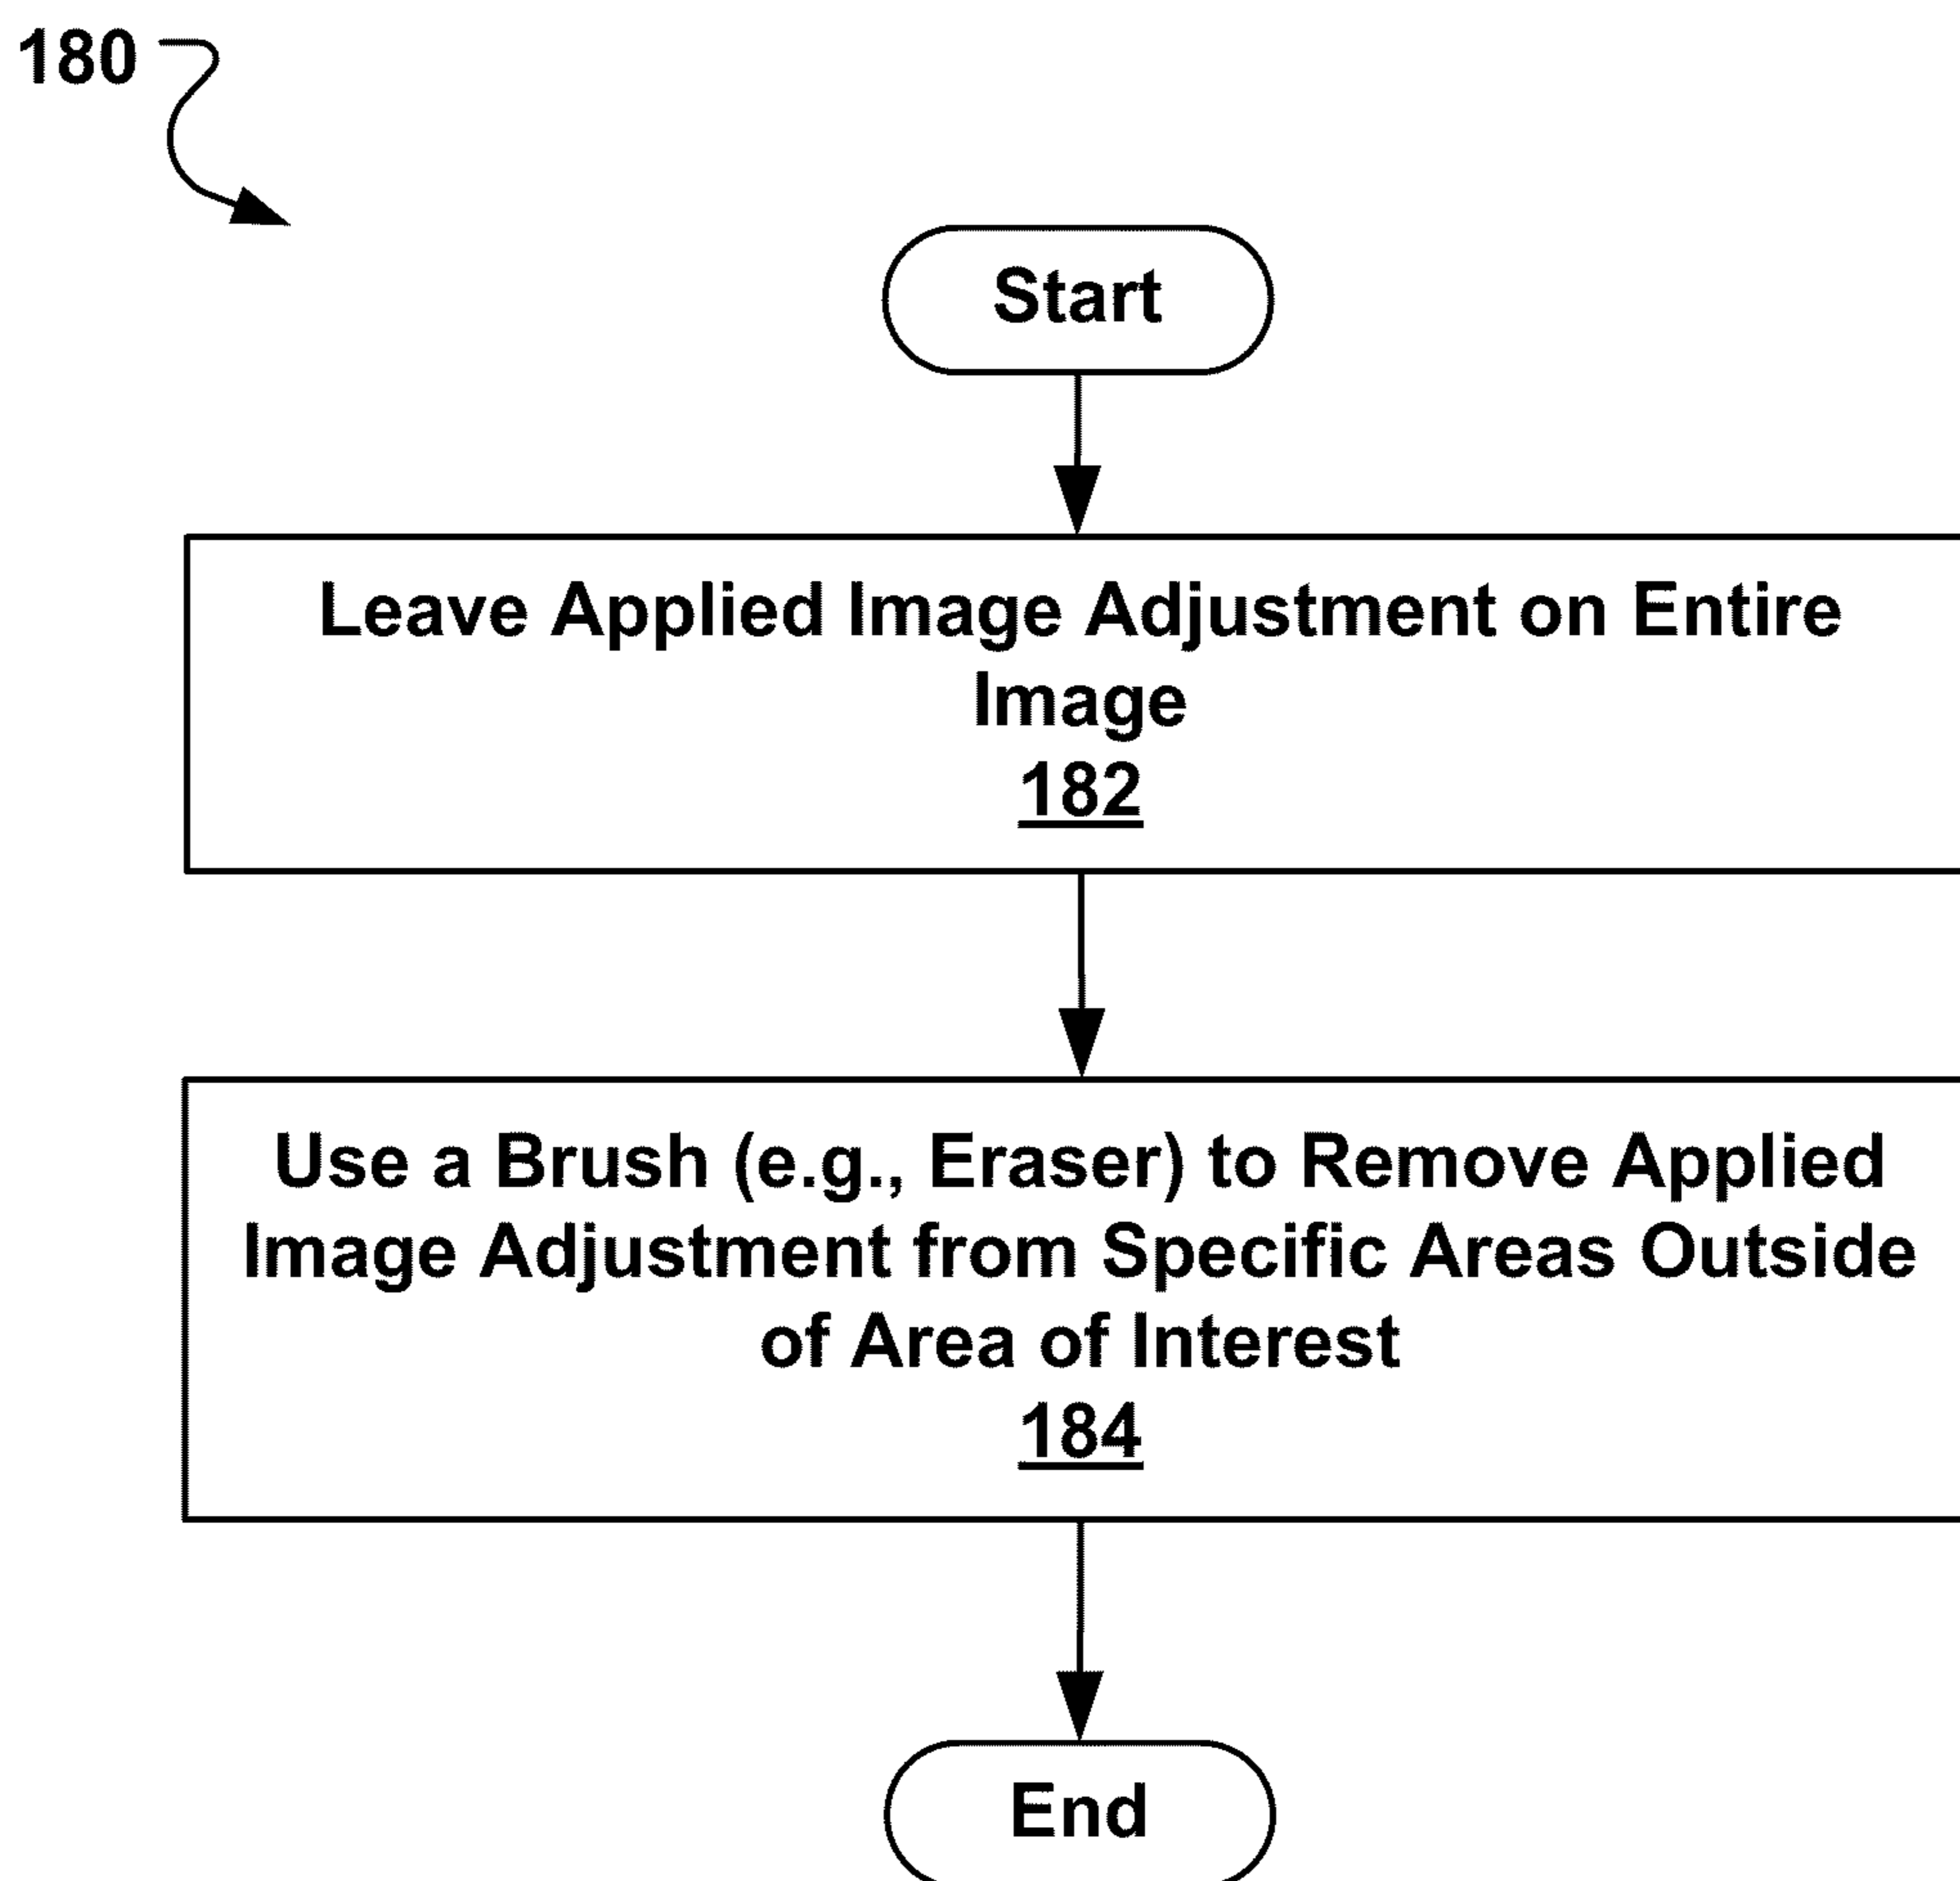 180
Start
Leave Applied Image Adjustment on Entire
Image
182
Use a Brush (e.g., Eraser) to Remove Applied
Image Adjustment from Specific Areas Outside
of Area of Interest
184
End